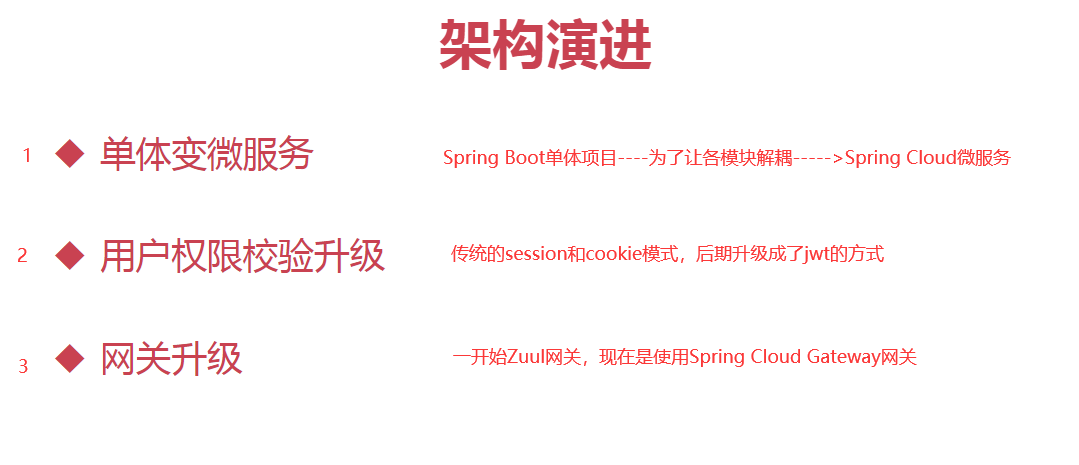 架构演进
1 ◆ 单体变微服务 Spring Boot单体项目----为了让各模块解耦----->Spring Cloud微服务
2 ◆ 用户权限校验升级 传统的session和cookie模式，后期升级成了jwt的方式
3 ◆ 网关升级 一开始Zuul网关，现在是使用Spring Cloud Gateway网关